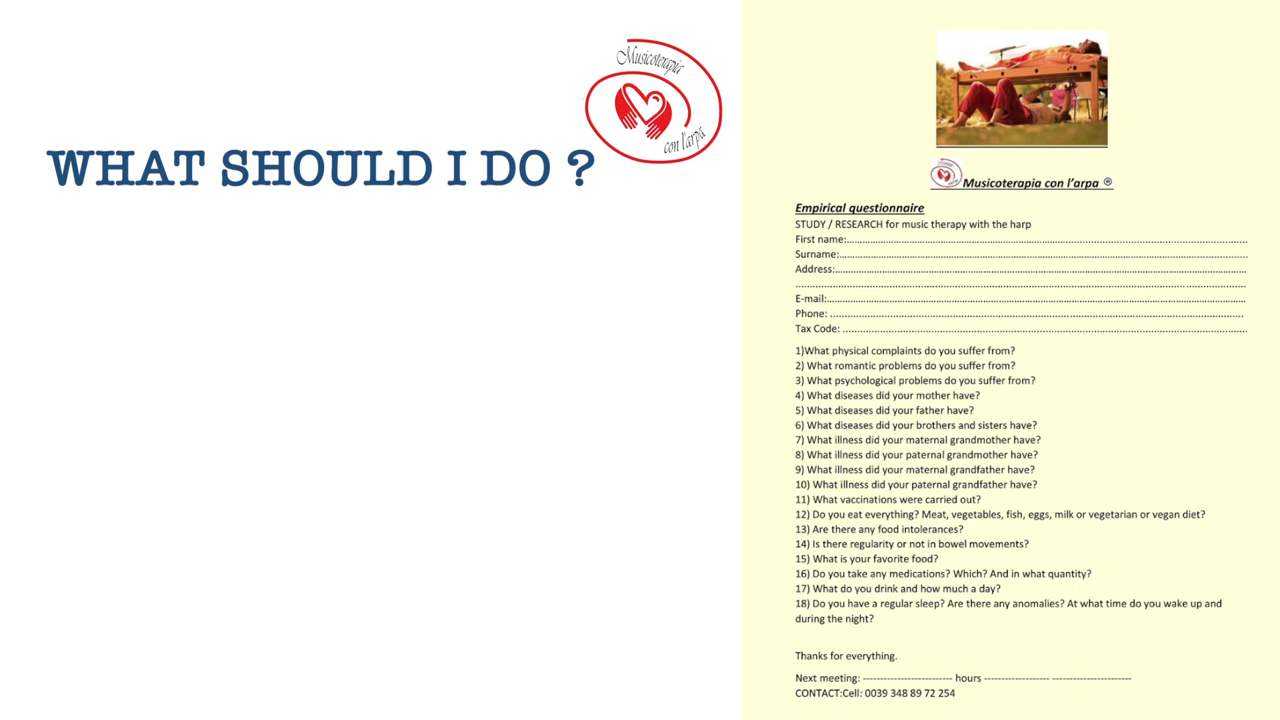 WHAT SHOULD I DO ?
Musicoterapia
con l'arpa
Musicoterapia con l'arpa ®
Empirical questionnaire
STUDY / RESEARCH for music therapy with the harp
First name:
Surname:
Address:
E-mail:
Phone:
Tax Code:
1)What physical complaints do you suffer from?
2) What romantic problems do you suffer from?
3) What psychological problems do you suffer from?
4) What diseases did your mother have?
5) What diseases did your father have?
6) What diseases did your brothers and sisters have?
7) What illness did your maternal grandmother have?
8) What illness did your paternal grandmother have?
9) What illness did your maternal grandfather have?
10) What illness did your paternal grandfather have?
11) What vaccinations were carried out?
12) Do you eat everything? Meat, vegetables, fish, eggs, milk or vegetarian or vegan diet?
13) Are there any food intolerances?
14) Is there regularity or not in bowel movements?
15) What is your favorite food?
16) Do you take any medications? Which? And in what quantity?
17) What do you drink and how much a day?
18) Do you have a regular sleep? Are there any anomalies? At what time do you wake up and
during the night?
Thanks for everything.
Next meeting: -------------------------- hours ------------------- -----------------------
CONTACT:Cell: 0039 348 89 72 254